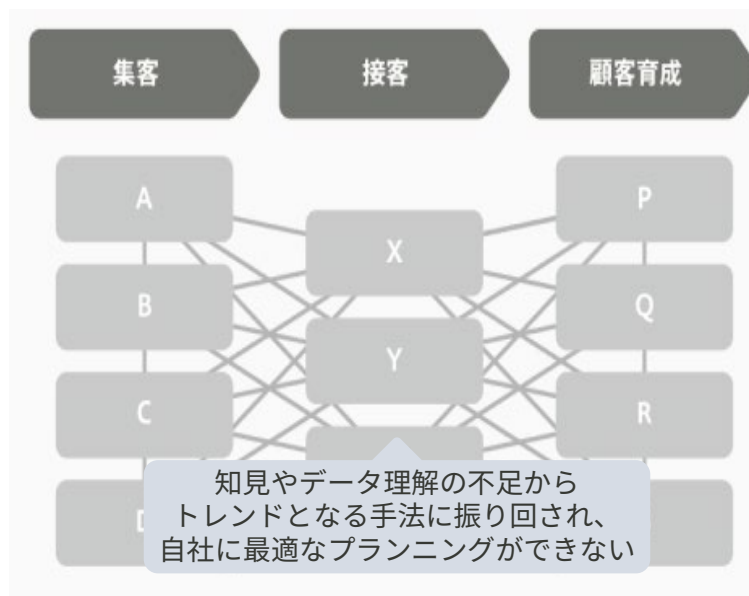 集客
接客
顧客育成
A
P
X
B
Q
Y
C
R
D
知見やデータ理解の不足から
トレンドとなる手法に振り回され、
自社に最適なプランニングができない